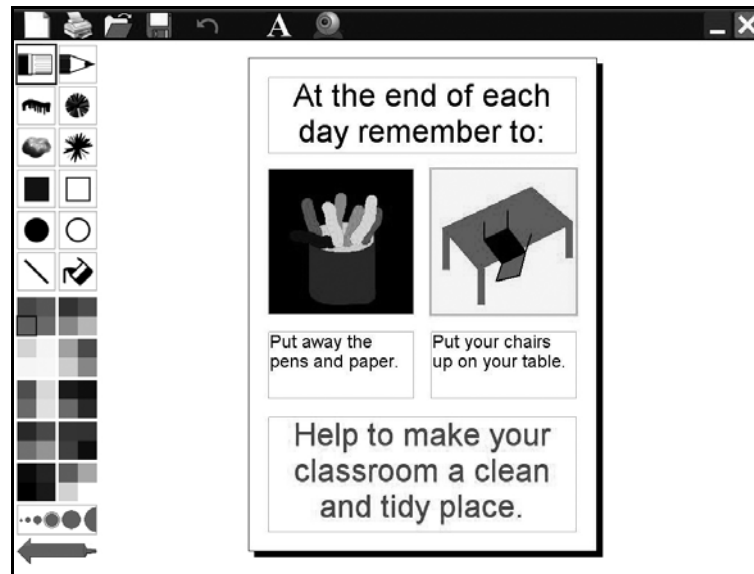 A
At the end of each
day remember to:
Put away the
pens and paper.
Put your chairs
up on your table.
Help to make your
classroom a clean
and tidy place.